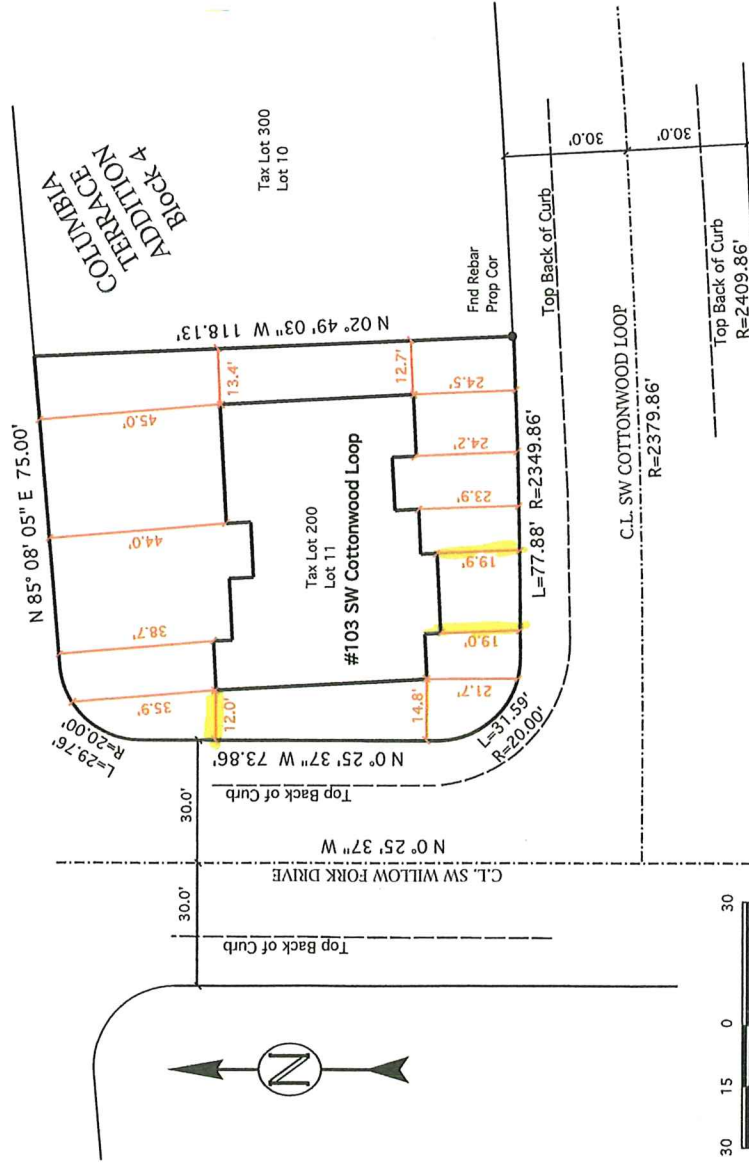 COLUMBIA
TERRACE
ADDITION
Block 4
Tax Lot 300
Lot 10
N 85° 08' 05" E 75.00'
L=29.76'
R=20.00'
35.9'
38.7'
44.0'
45.0'
N 02° 49' 03" W 118.13'
13.4'
12.7'
12.0'
14.8'
Tax Lot 200
Lot 11
#103 SW Cottonwood Loop
21.7'
19.0'
19.9'
23.9'
24.2'
24.5'
Fnd Rebar
Prop Cor
N 0° 25' 37" W 73.86'
L=31.59'
R=20.00'
L=77.88' R=2349.86'
Top Back of Curb
30.0'
30.0'
Top Back of Curb
C.L. SW WILLOW FORK DRIVE
N 0° 25' 37" W
Top Back of Curb
30.0'
30.0'
C.L. SW COTTONWOOD LOOP
R=2379.86'
Top Back of Curb
R=2409.86'
N
30 15 0 30